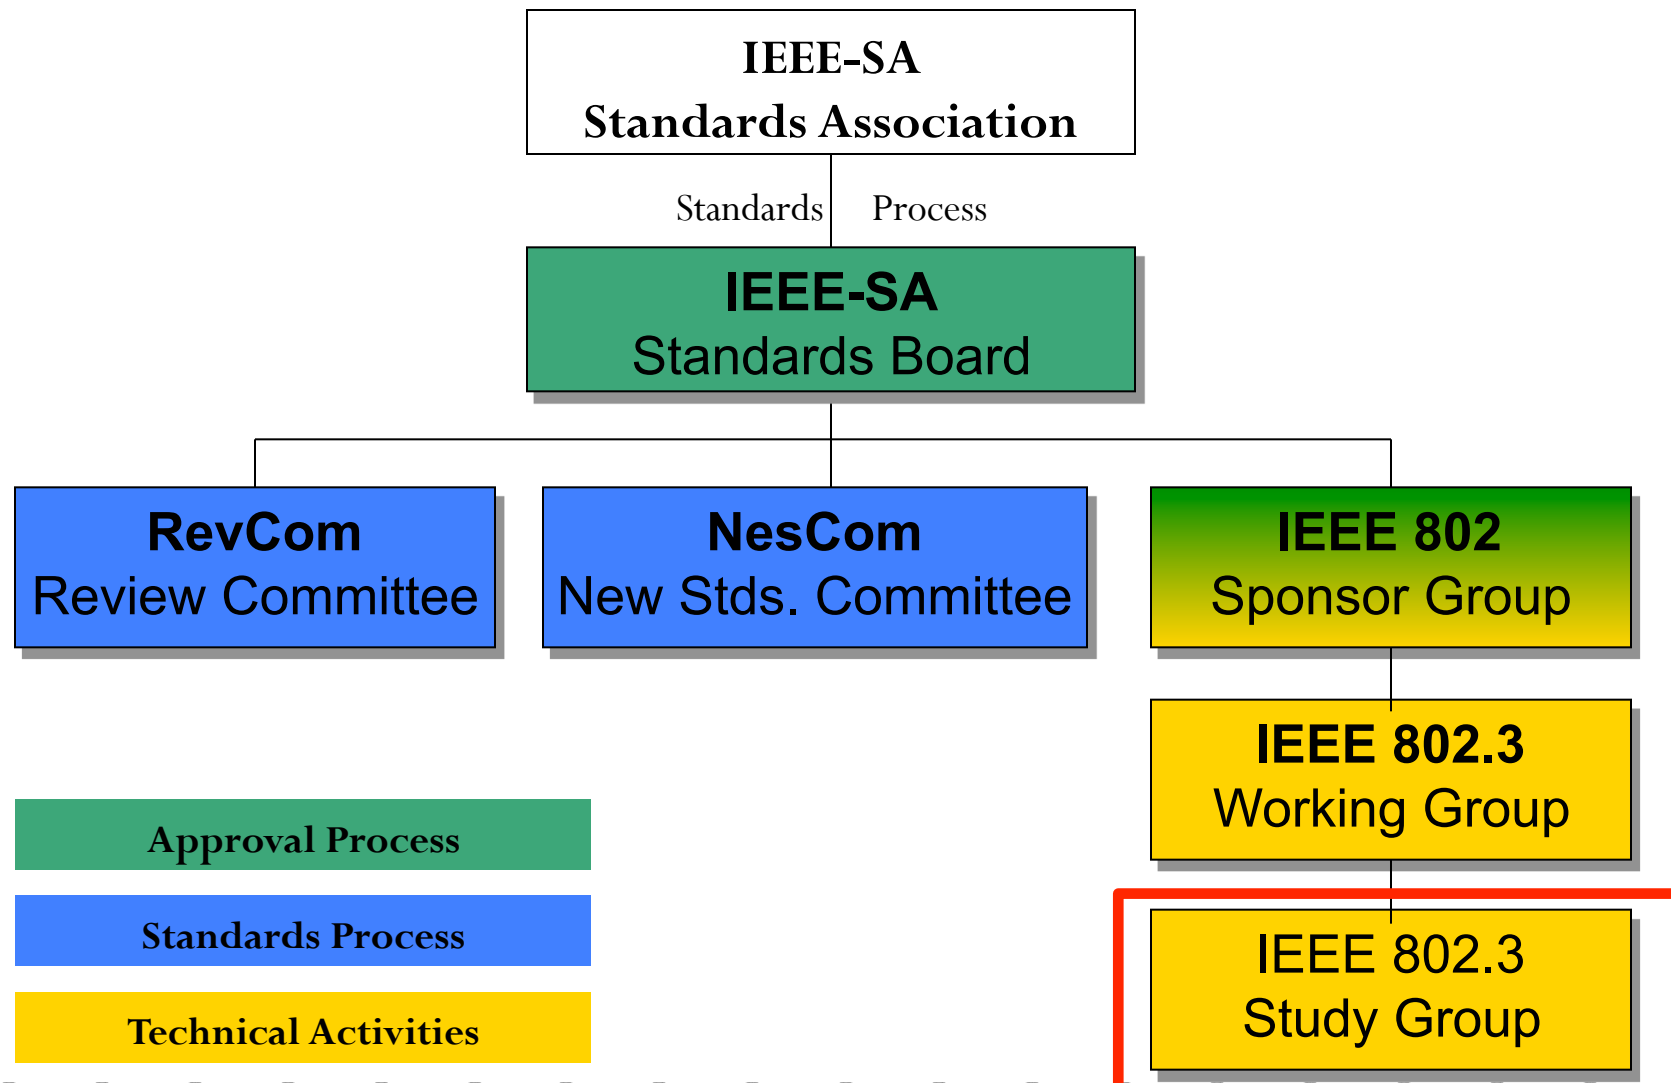 IEEE-SA
Standards Association
Standards Process
IEEE-SA
Standards Board
RevCom
Review Committee
NesCom
New Stds. Committee
IEEE 802
Sponsor Group
IEEE 802.3
Working Group
Approval Process
Standards Process
Technical Activities
IEEE 802.3
Study Group